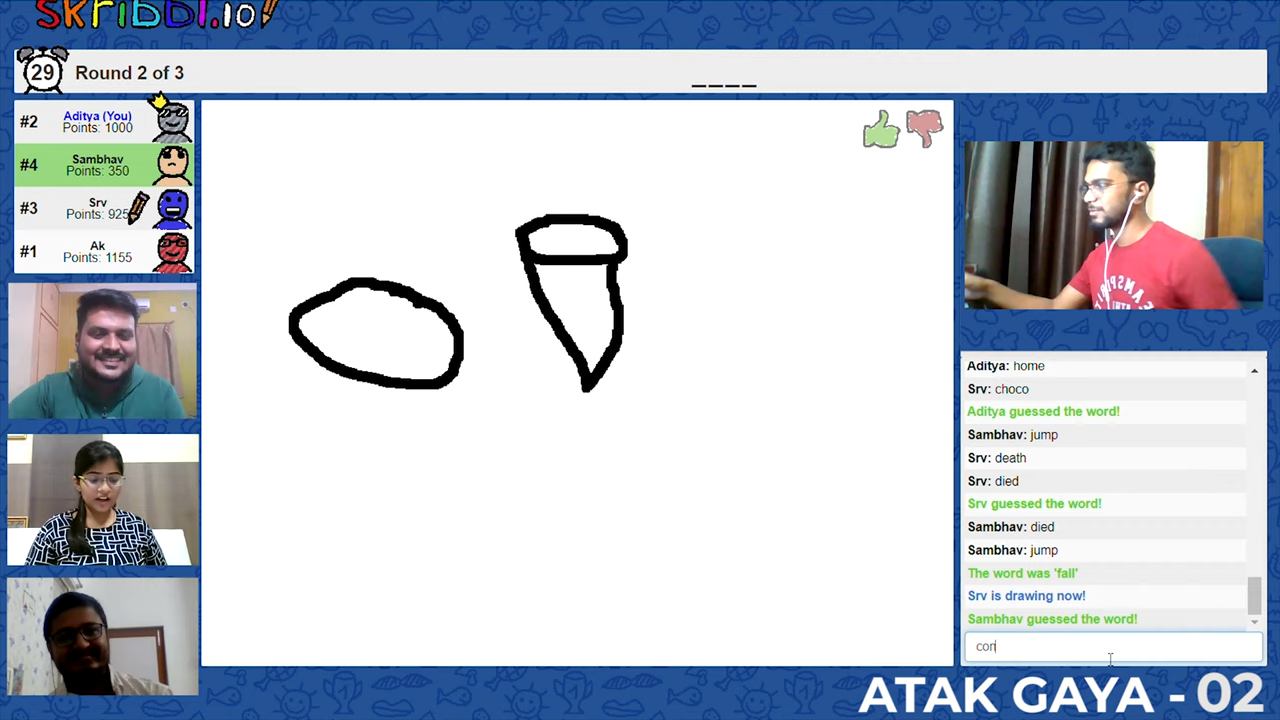 skribbl.io
29
Round 2 of 3
____
#2
Aditya (You)
Points: 1000
#4
Sambhav
Points: 350
#3
Srv
Points: 925
#1
Ak
Points: 1155
Aditya: home
Srv: choco
Aditya guessed the word!
Sambhav: jump
Srv: death
Srv: died
Srv guessed the word!
Sambhav: died
Sambhav: jump
The word was 'fall'
Srv is drawing now!
Sambhav guessed the word!
con
ATAK GAYA - 02